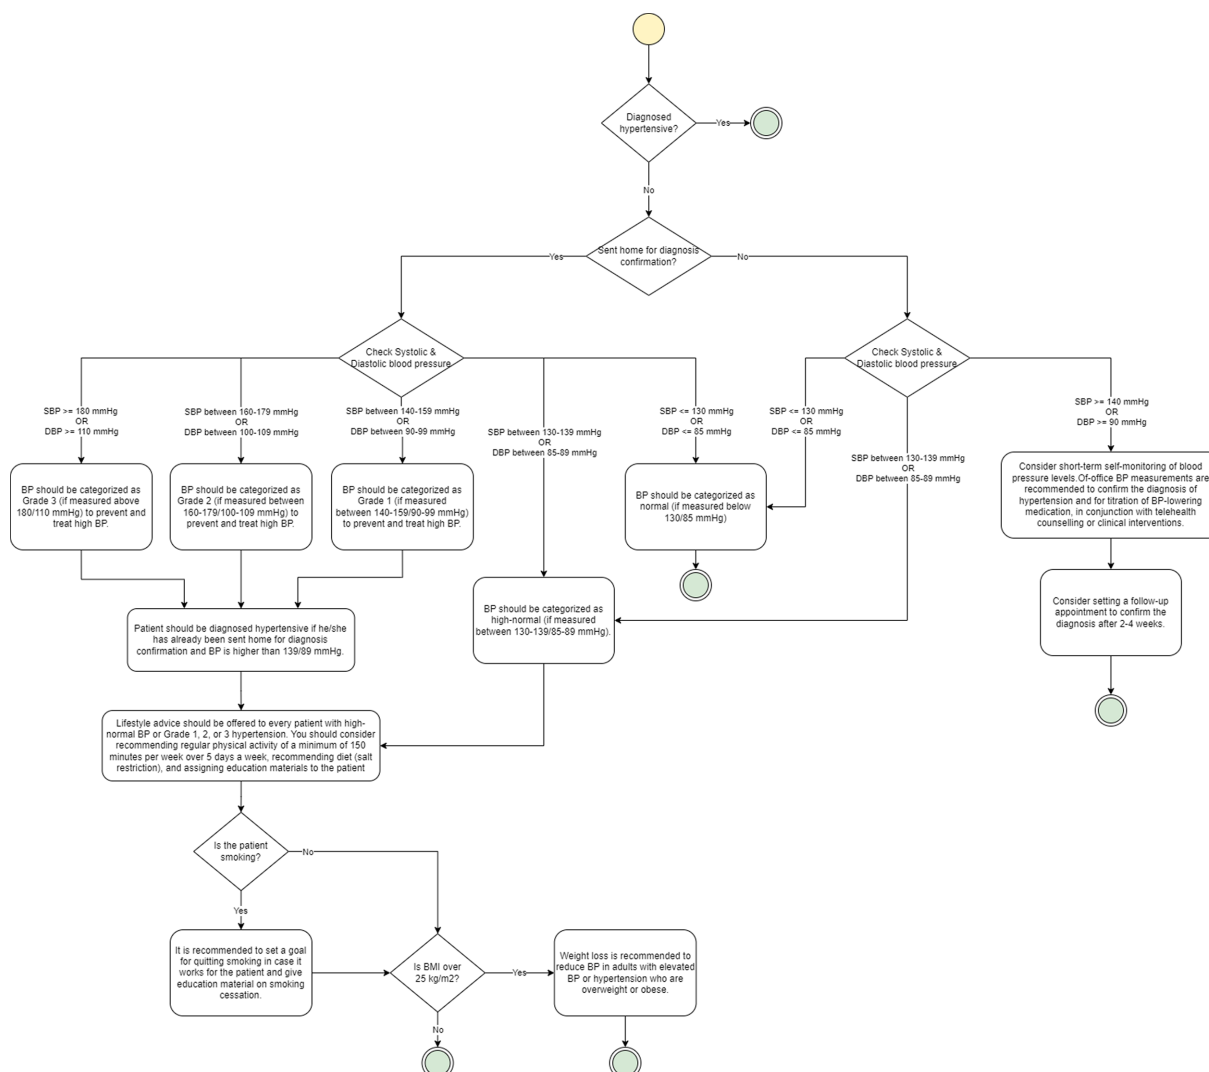 Diagnosed
hypertensive?
Yes
No
Sent home for diagnosis
confirmation?
Yes
No
Check Systolic &
Diastolic blood pressure
Check Systolic &
Diastolic blood pressure
SBP >= 180 mmHg
OR
DBP >= 110 mmHg
SBP between 160-179 mmHg
OR
DBP between 100-109 mmHg
SBP between 140-159 mmHg
OR
DBP between 90-99 mmHg
SBP between 130-139 mmHg
OR
DBP between 85-89 mmHg
SBP <= 130 mmHg
OR
DBP <= 85 mmHg
SBP <= 130 mmHg
OR
DBP <= 85 mmHg
SBP between 130-139 mmHg
OR
DBP between 85-89 mmHg
SBP >= 140 mmHg
OR
DBP >= 90 mmHg
BP should be categorized as
Grade 3 (if measured above
180/110 mmHg) to prevent and
treat high BP.
BP should be categorized as
Grade 2 (if measured between
160-179/100-109 mmHg) to
prevent and treat high BP.
BP should be categorized as
Grade 1 (if measured between
140-159/90-99 mmHg)
to prevent and treat high BP.
BP should be categorized as
normal (if measured below
130/85 mmHg)
Consider short-term self-monitoring of blood
pressure levels.Of-office BP measurements are
recommended to confirm the diagnosis of
hypertension and for titration of BP-lowering
medication, in conjunction with telehealth
counselling or clinical interventions.
BP should be categorized as
high-normal (if measured
between 130-139/85-89 mmHg).
Consider setting a follow-up
appointment to confirm the
diagnosis after 2-4 weeks.
Patient should be diagnosed hypertensive if he/she
has already been sent home for diagnosis
confirmation and BP is higher than 139/89 mmHg.
Lifestyle advice should be offered to every patient with high-
normal BP or Grade 1, 2, or 3 hypertension. You should consider
recommending regular physical activity of a minimum of 150
minutes per week over 5 days a week, recommending diet (salt
restriction), and assigning education materials to the patient
Is the patient
smoking?
No
Yes
It is recommended to set a goal
for quitting smoking in case it
works for the patient and give
education material on smoking
cessation.
Is BMI over
25 kg/m2?
Yes
No
Weight loss is recommended to
reduce BP in adults with elevated
BP or hypertension who are
overweight or obese.